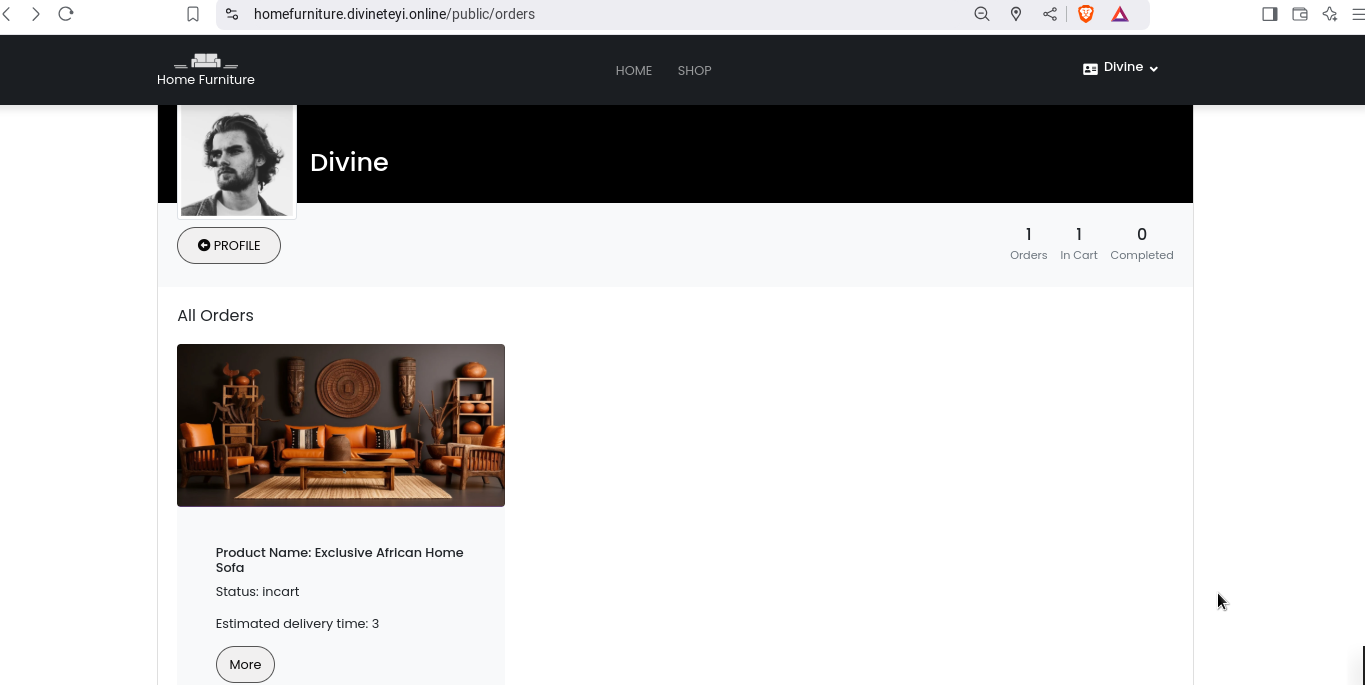 homefurniture.divineteyi.online/public/orders
Home Furniture
HOME
SHOP
Divine
Divine
PROFILE
1
1
0
Orders
In Cart
Completed
All Orders
Product Name: Exclusive African Home
Sofa
Status: incart
Estimated delivery time: 3
More